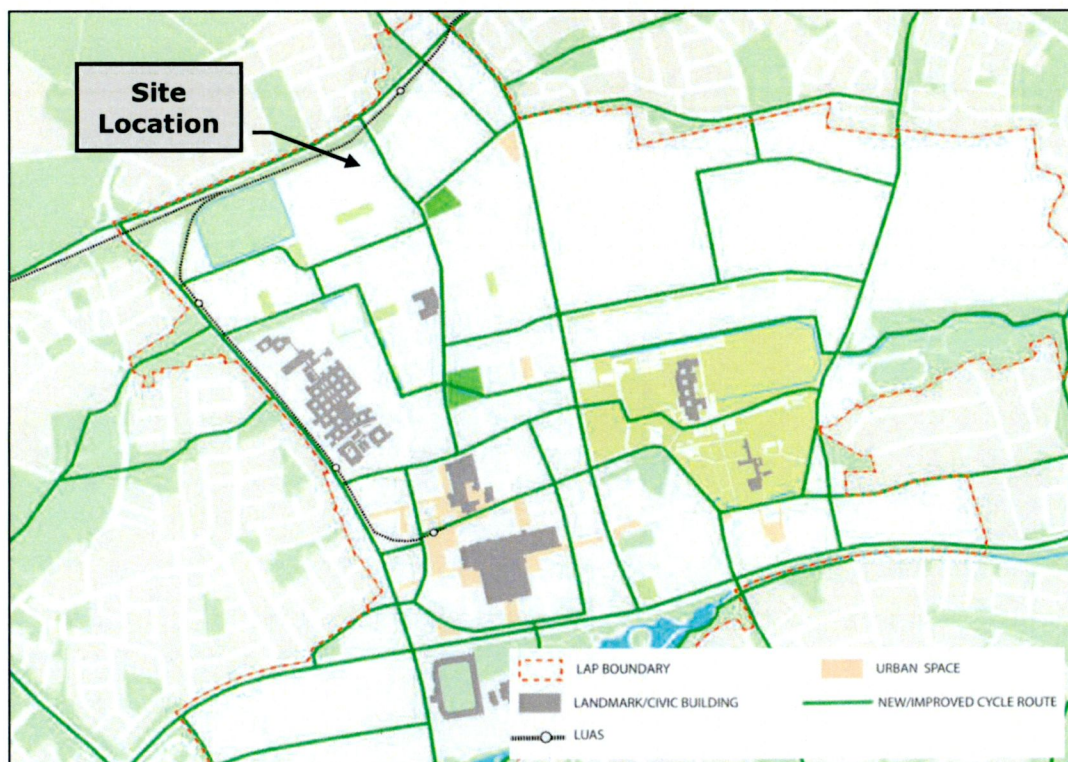 Site
Location
LAP BOUNDARY
URBAN SPACE
LANDMARK/CIVIC BUILDING
NEW/IMPROVED CYCLE ROUTE
LUAS